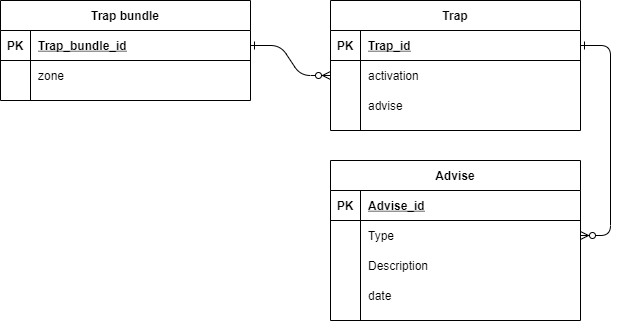 Trap bundle
PK Trap_bundle_id
zone
Trap
PK Trap_id
activation
advise
Advise
PK Advise_id
Type
Description
date